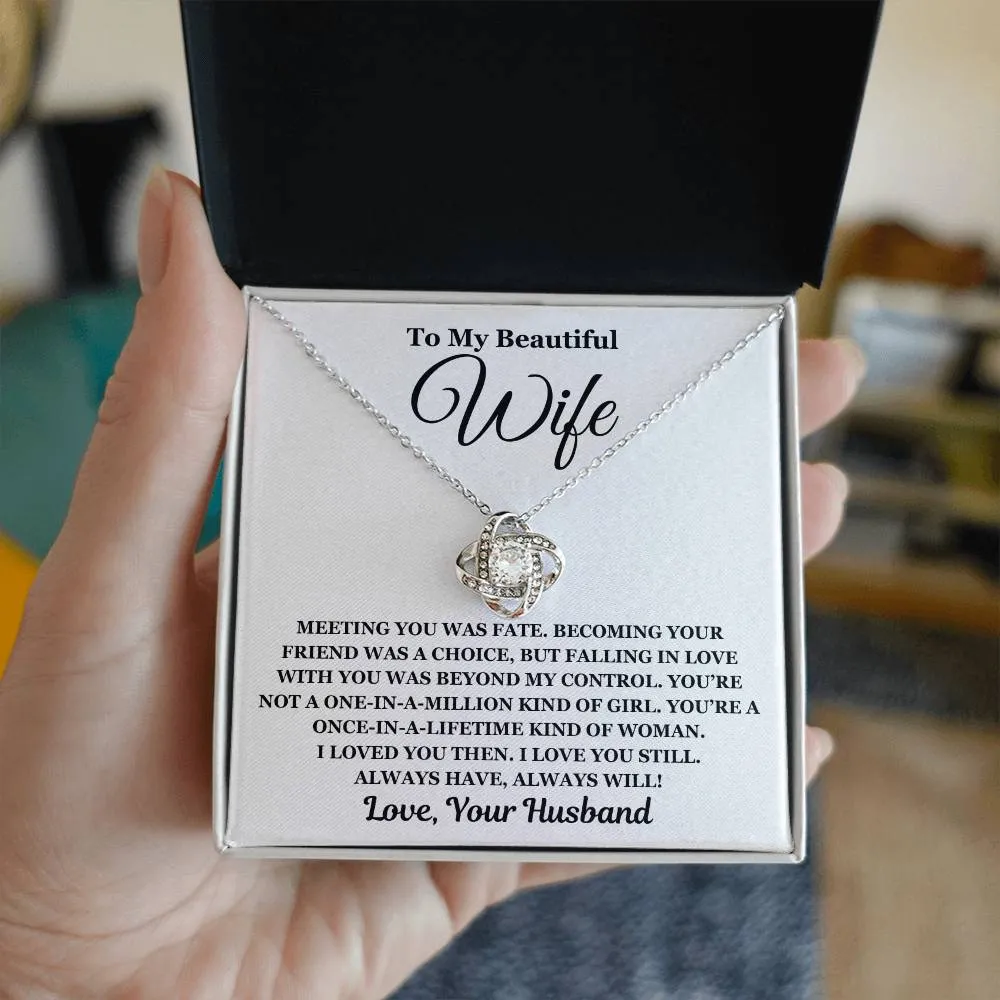 To My Beautiful
Wife
MEETING YOU WAS FATE. BECOMING YOUR
FRIEND WAS A CHOICE, BUT FALLING IN LOVE
WITH YOU WAS BEYOND MY CONTROL. YOU’RE
NOT A ONE-IN-A-MILLION KIND OF GIRL. YOU’RE A
ONCE-IN-A-LIFETIME KIND OF WOMAN.
I LOVED YOU THEN. I LOVE YOU STILL.
ALWAYS HAVE, ALWAYS WILL!
Love, Your Husband